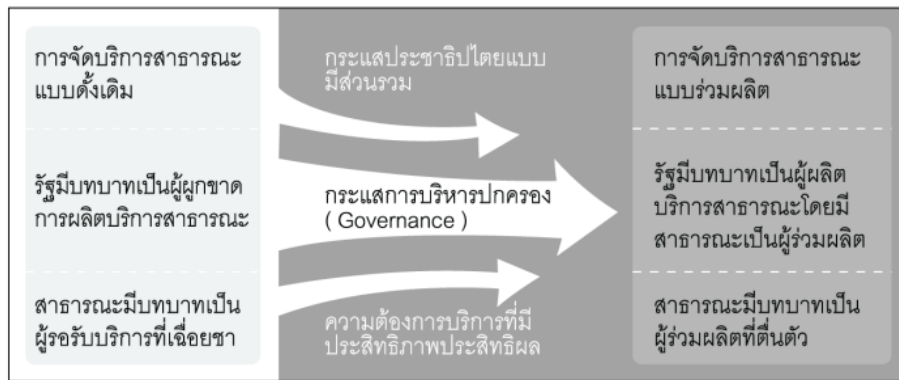 การจัดบริการสาธารณะ
แบบดั้งเดิม
รัฐมีบทบาทเป็นผู้ผูกขาด
การผลิตบริการสาธารณะ
สาธารณะมีบทบาทเป็น
ผู้รอรับบริการที่เฉื่อยชา
กระแสประชาธิปไตยแบบ
มีส่วนรวม
กระแสการบริหารปกครอง
( Governance )
ความต้องการบริการที่มี
ประสิทธิภาพประสิทธิผล
การจัดบริการสาธารณะ
แบบร่วมผลิต
รัฐมีบทบาทเป็นผู้ผลิต
บริการสาธารณะโดยมี
สาธารณะเป็นผู้ร่วมผลิต
สาธารณะมีบทบาทเป็น
ผู้ร่วมผลิตที่ตื่นตัว